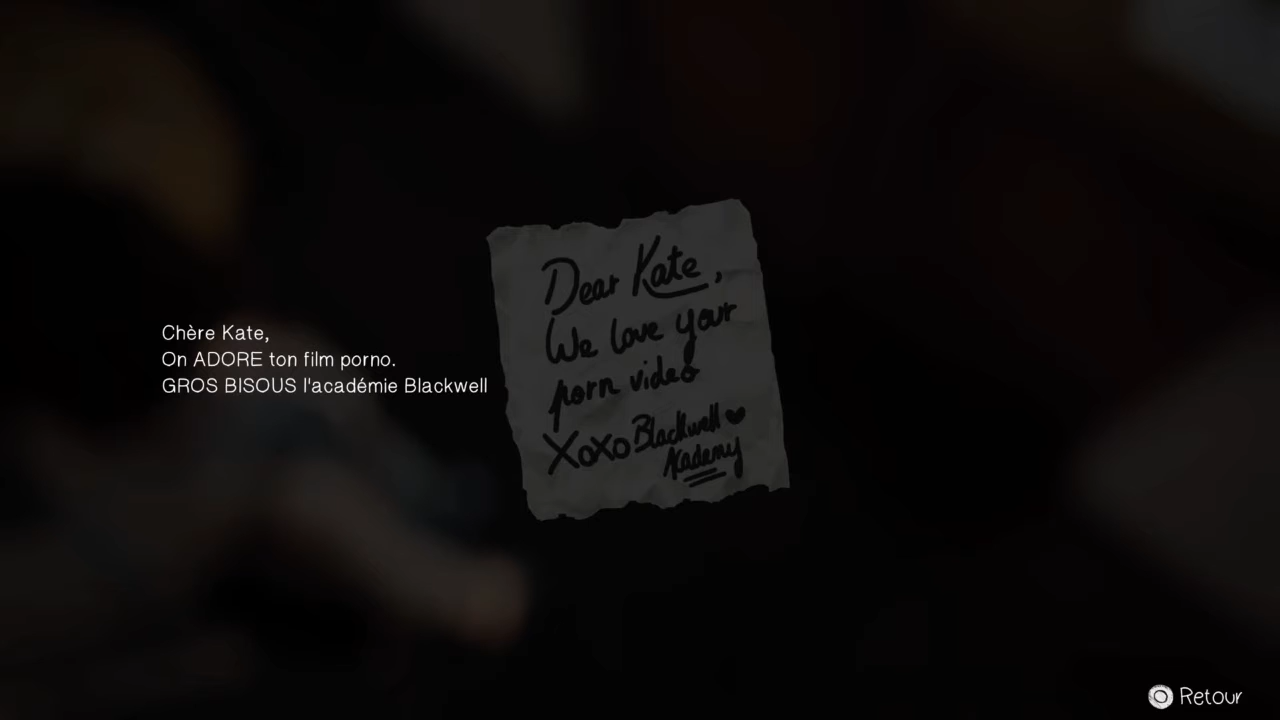 Chère Kate,
On ADORE ton film porno.
GROS BISOUS l'académie Blackwell
Dear Kate,
We love your
porn video
XoXo Blackwell
Academy
Retour